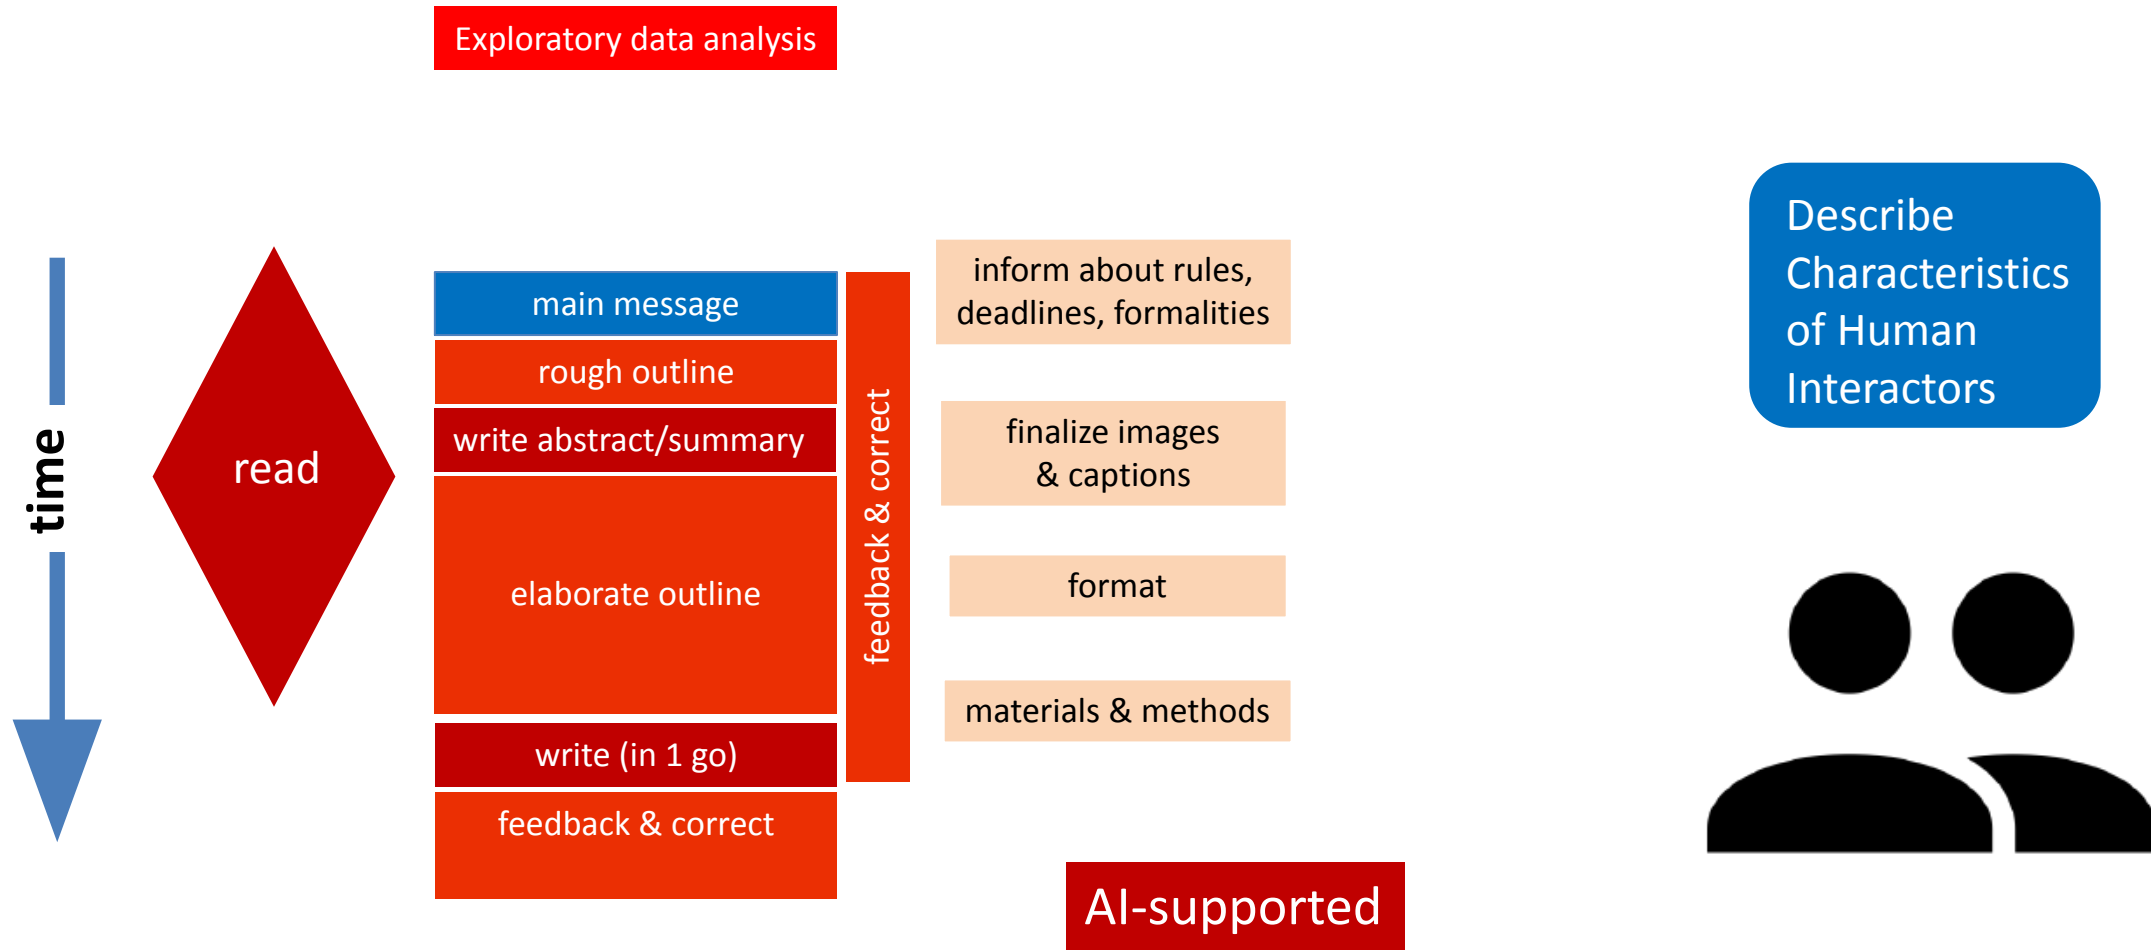 Exploratory data analysis
time
read
main message
rough outline
write abstract/summary
elaborate outline
write (in 1 go)
feedback & correct
feedback & correct
inform about rules,
deadlines, formalities
finalize images
& captions
format
materials & methods
AI-supported
Describe
Characteristics
of Human
Interactors